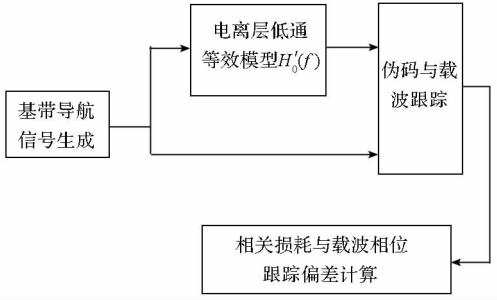 电离层低通
等效模型H′₀(f)
伪码与载
波跟踪
基带导航
信号生成
相关损耗与载波相位
跟踪偏差计算